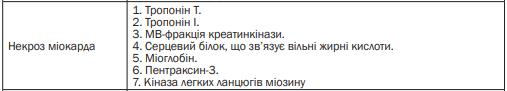 Некроз міокарда
1. Тропонін Т.
2. Тропонін І.
3. МВ-фракція креатинкінази.
4. Серцевий білок, що зв’язує вільні жирні кислоти.
5. Міоглобін.
6. Пентраксин-3.
7. Кіназа легких ланцюгів міозину